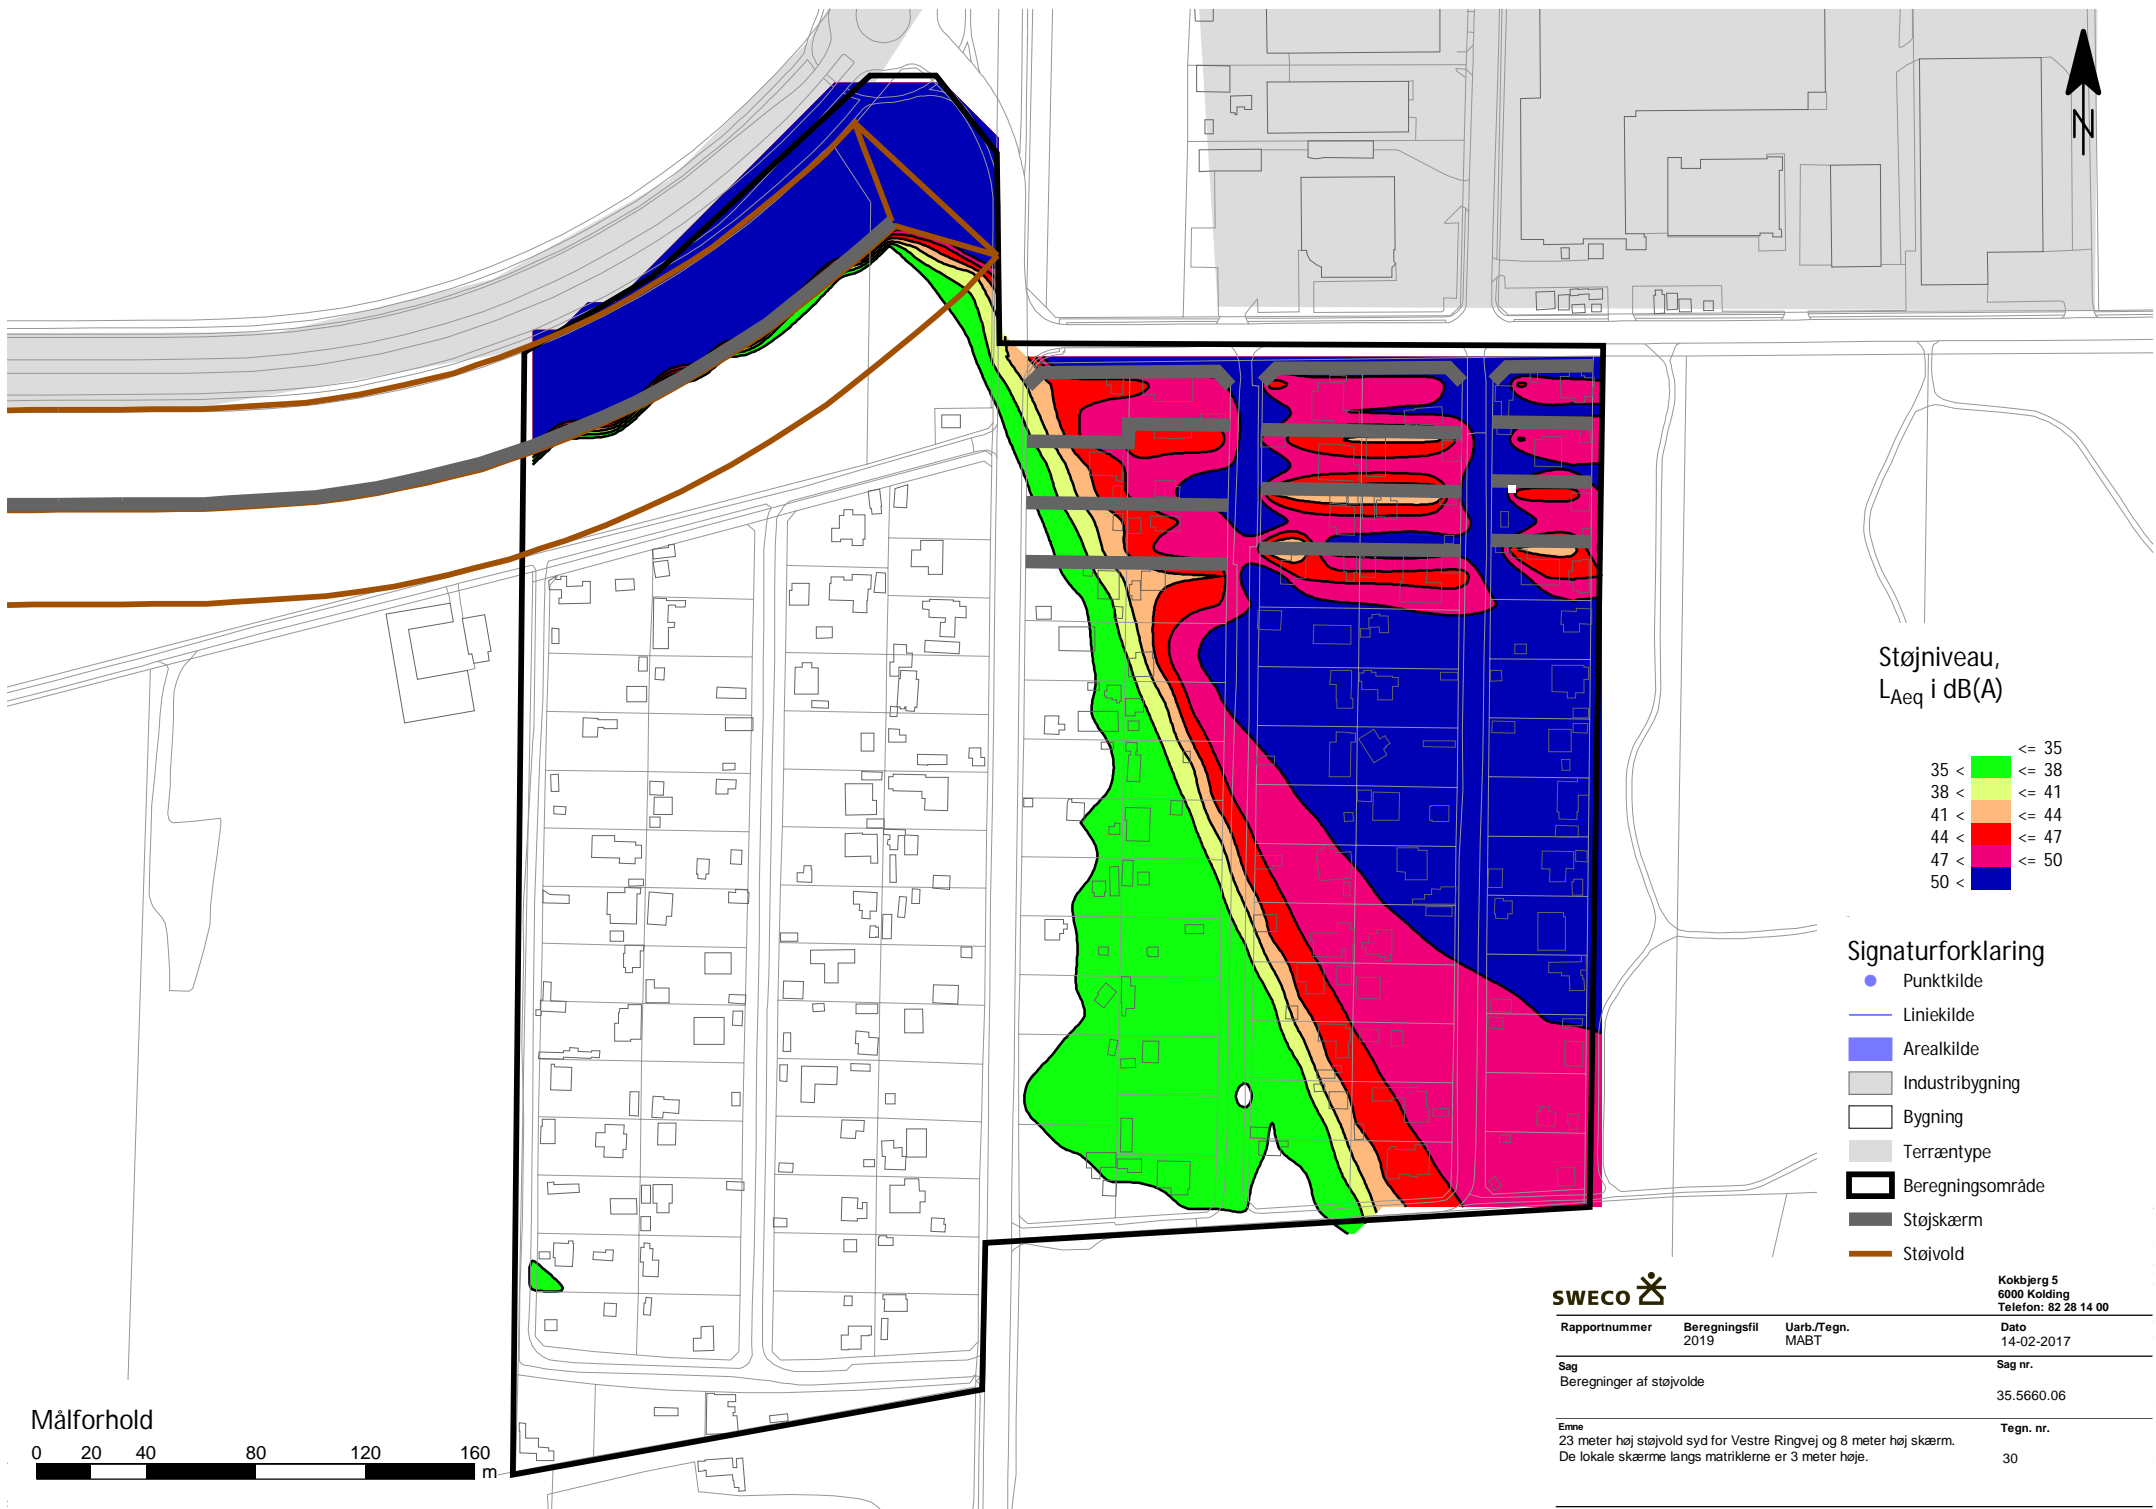 N
Støjniveau,
LAeq i dB(A)
<= 35
35 < <= 38
38 < <= 41
41 < <= 44
44 < <= 47
47 < <= 50
50 <
Signaturforklaring
Punktkilde
Liniekilde
Arealkilde
Industribygning
Bygning
Terræntype
Beregningsområde
Støjskærm
Støjvold
SWECO
Kokbjerg 5
6000 Kolding
Telefon: 82 28 14 00
Rapportnummer Beregningsfil Uarb./Tegn. Dato
2019 MABT 14-02-2017
Sag Sag nr.
Beregninger af støjvolde
35.5660.06
Emne Tegn. nr.
23 meter høj støjvold syd for Vestre Ringvej og 8 meter høj skærm.
De lokale skærme langs matriklerne er 3 meter høje.
30
Målforhold
0 20 40 80 120 160
m